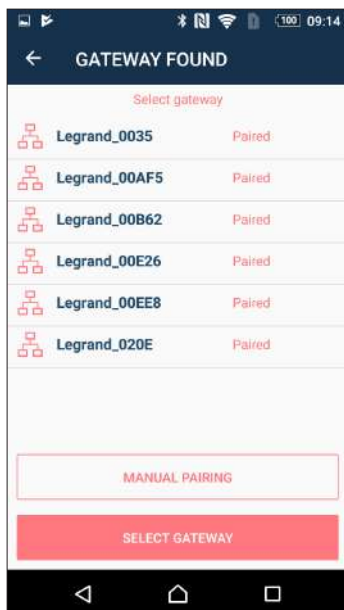 100 09:14
GATEWAY FOUND
Select gateway
Legrand_0035 Paired
Legrand_00AF5 Paired
Legrand_00B62 Paired
Legrand_00E26 Paired
Legrand_00EE8 Paired
Legrand_020E Paired
MANUAL PAIRING
SELECT GATEWAY